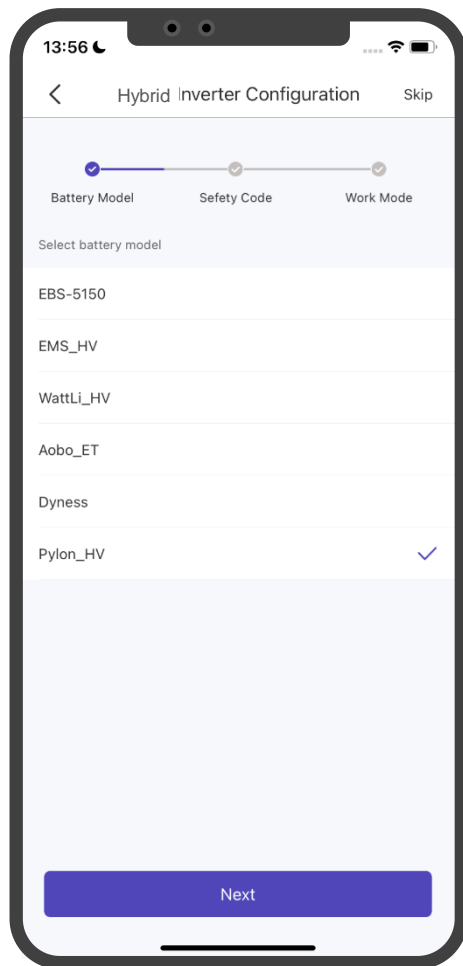 13:56
Hybrid Inverter Configuration Skip
Battery Model Sefety Code Work Mode
Select battery model
EBS-5150
EMS_HV
WattLi_HV
Aobo_ET
Dyness
Pylon_HV
Next